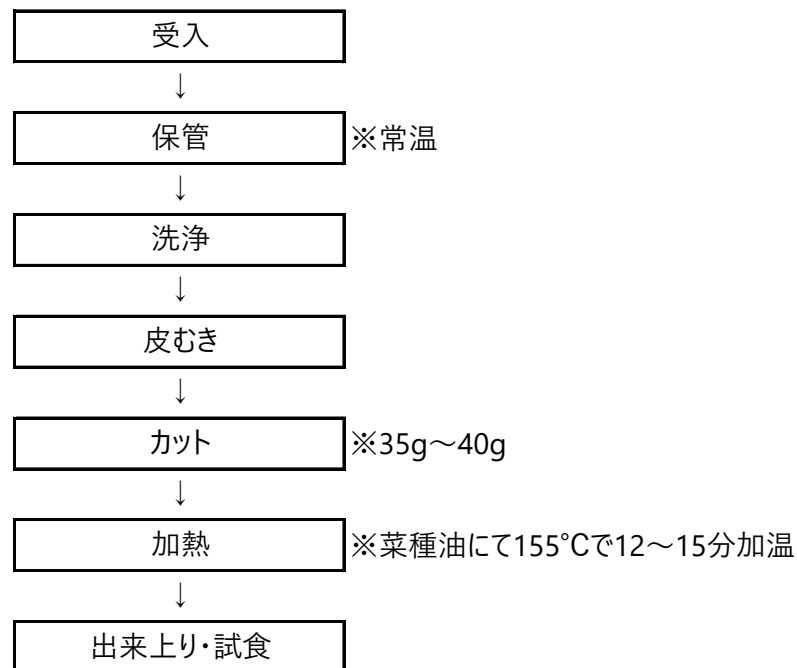 受入
↓
保管 ※常温
↓
洗浄
↓
皮むき
↓
カット ※35g～40g
↓
加熱 ※菜種油にて155℃で12～15分加温
↓
出来上り・試食